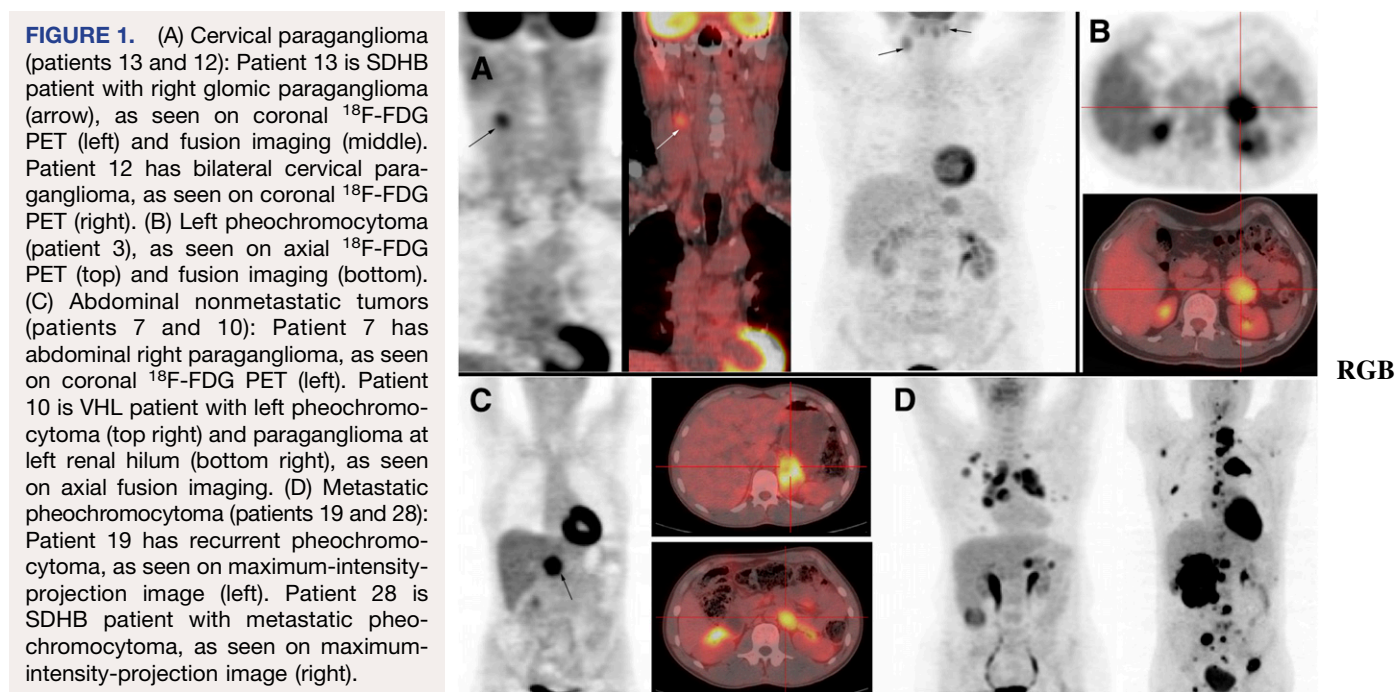 FIGURE 1. (A) Cervical paraganglioma
(patients 13 and 12): Patient 13 is SDHB
patient with right glomic paraganglioma
(arrow), as seen on coronal ¹⁸F-FDG
PET (left) and fusion imaging (middle).
Patient 12 has bilateral cervical para-
ganglioma, as seen on coronal ¹⁸F-FDG
PET (right). (B) Left pheochromocytoma
(patient 3), as seen on axial ¹⁸F-FDG
PET (top) and fusion imaging (bottom).
(C) Abdominal nonmetastatic tumors
(patients 7 and 10): Patient 7 has
abdominal right paraganglioma, as seen
on coronal ¹⁸F-FDG PET (left). Patient
10 is VHL patient with left pheochromo-
cytoma (top right) and paraganglioma at
left renal hilum (bottom right), as seen
on axial fusion imaging. (D) Metastatic
pheochromocytoma (patients 19 and 28):
Patient 19 has recurrent pheochromo-
cytoma, as seen on maximum-intensity-
projection image (left). Patient 28 is
SDHB patient with metastatic pheo-
chromocytoma, as seen on maximum-
intensity-projection image (right).
A
B
C
D
RGB